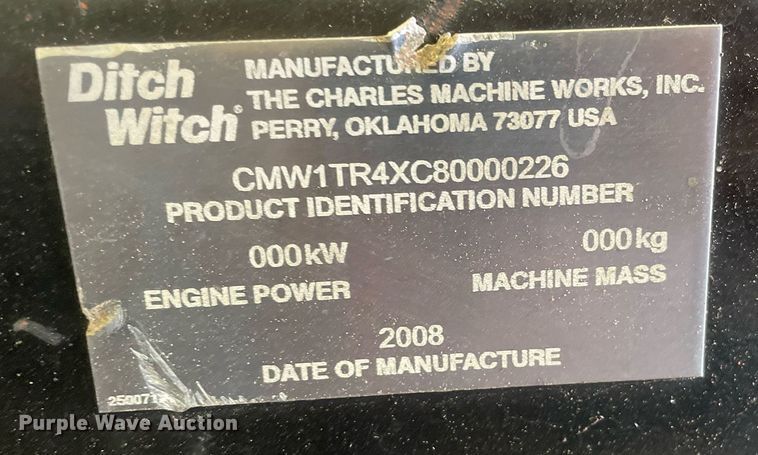 Ditch Witch®
MANUFACTURED BY
THE CHARLES MACHINE WORKS, INC.
PERRY, OKLAHOMA 73077 USA
CMW1TR4XC80000226
PRODUCT IDENTIFICATION NUMBER
000kW
ENGINE POWER
000kg
MACHINE MASS
2008
DATE OF MANUFACTURE
Purple Wave Auction